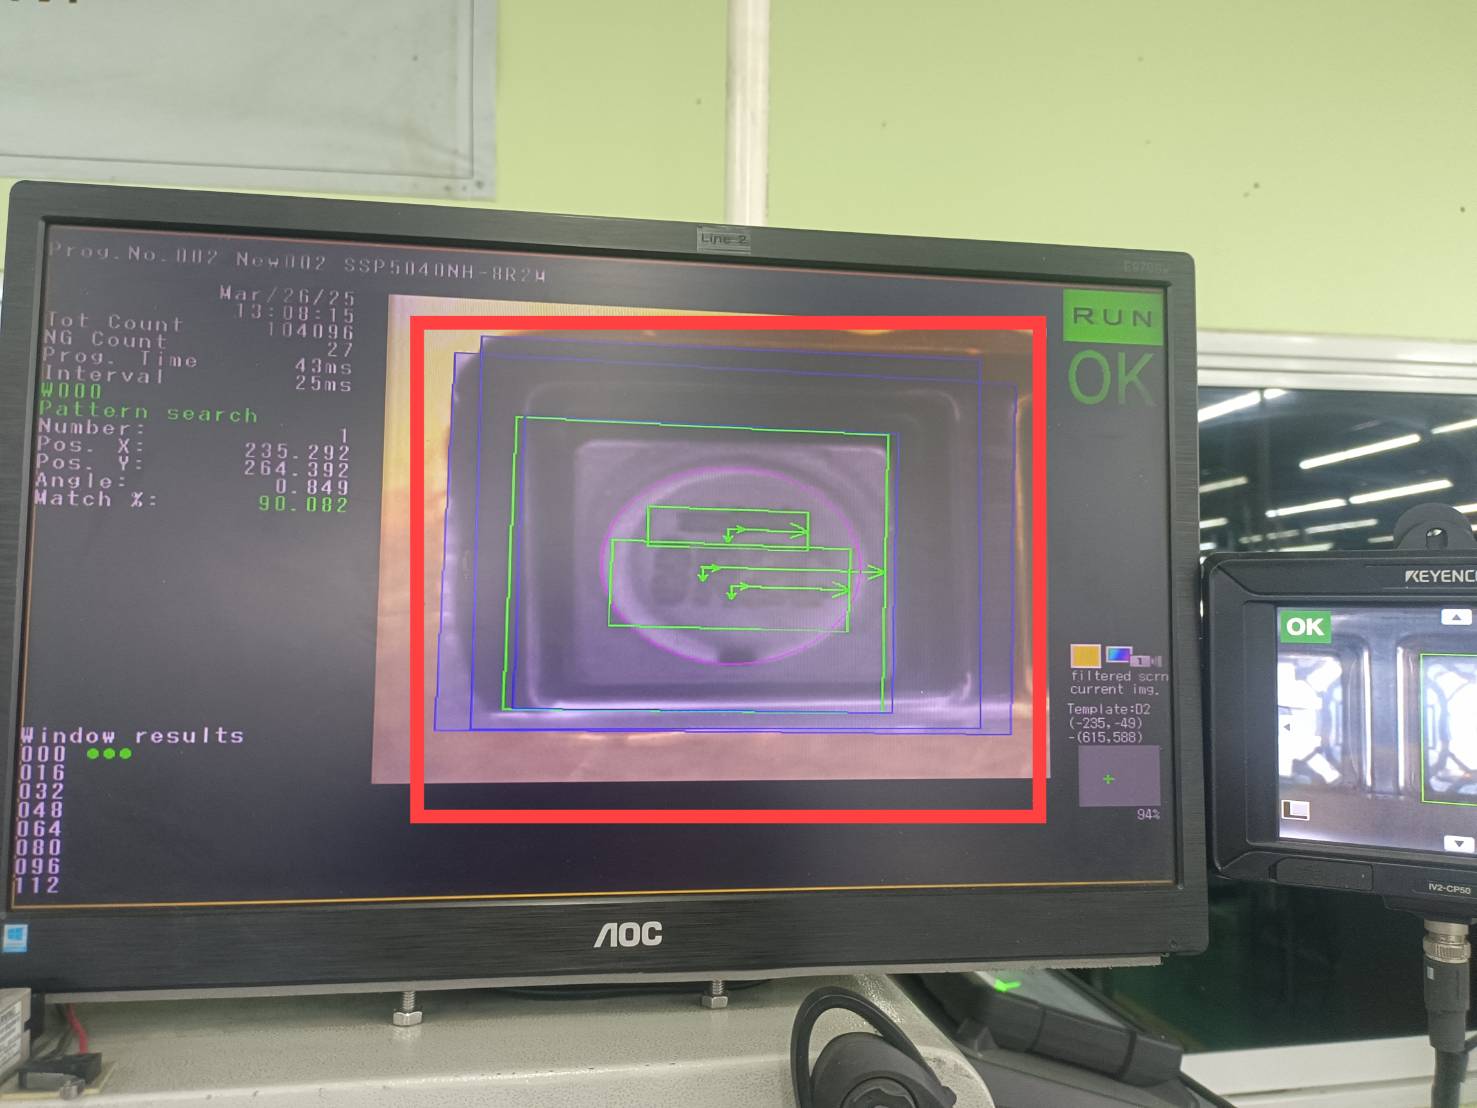 Line 2
Prog.No.002 New002 SSP5040NH-8R2M
Mar/26/25
13:08:15
Tot Count 104096
NG Count 27
Prog. Time 43ms
Interval 25ms
W000
Pattern search
Number: 1
Pos. X: 235.292
Pos. Y: 264.392
Angle: 0.849
Match %: 90.082
Window results
000
016
032
048
064
080
096
112
RUN
OK
1
filtered scrn
current img.
Template:D2
(-235,-49)
-(615,588)
94%
AOC
KEYENC
OK
IV2-CP50